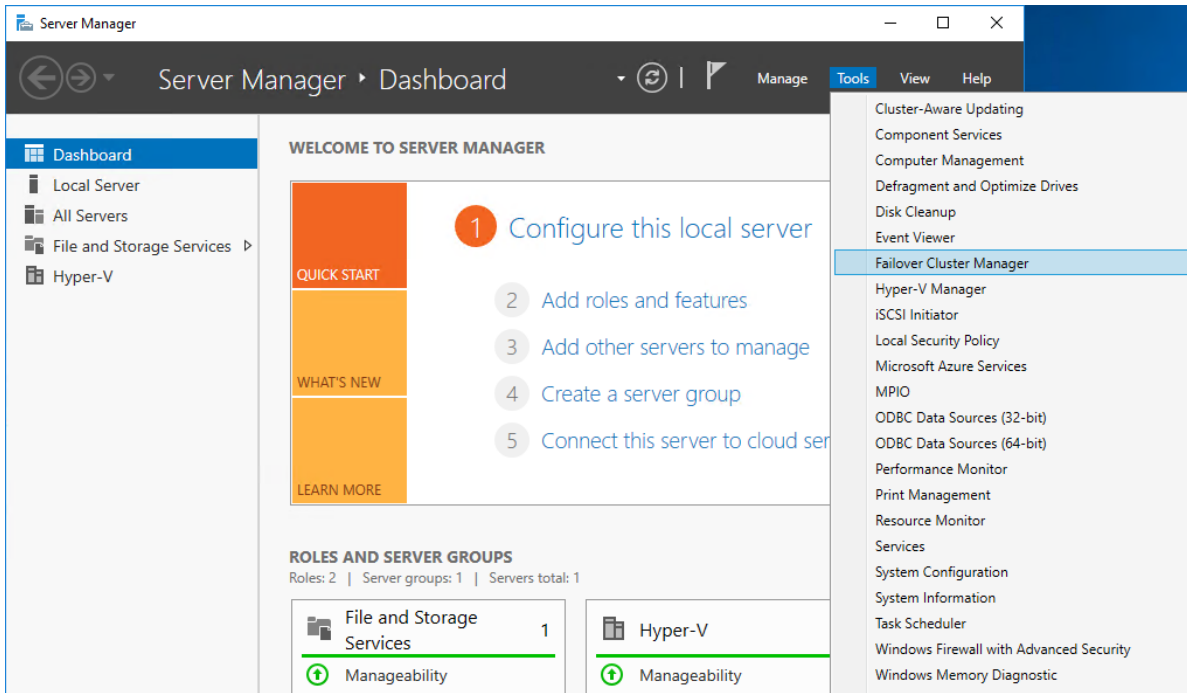 Server Manager
Server Manager • Dashboard
Manage Tools View Help
Dashboard
Local Server
All Servers
File and Storage Services
Hyper-V
WELCOME TO SERVER MANAGER
QUICK START
WHAT'S NEW
LEARN MORE
1 Configure this local server
2 Add roles and features
3 Add other servers to manage
4 Create a server group
5 Connect this server to cloud ser
ROLES AND SERVER GROUPS
Roles: 2 | Server groups: 1 | Servers total: 1
File and Storage
Services
1
Manageability
Hyper-V
Manageability
Cluster-Aware Updating
Component Services
Computer Management
Defragment and Optimize Drives
Disk Cleanup
Event Viewer
Failover Cluster Manager
Hyper-V Manager
iSCSI Initiator
Local Security Policy
Microsoft Azure Services
MPIO
ODBC Data Sources (32-bit)
ODBC Data Sources (64-bit)
Performance Monitor
Print Management
Resource Monitor
Services
System Configuration
System Information
Task Scheduler
Windows Firewall with Advanced Security
Windows Memory Diagnostic